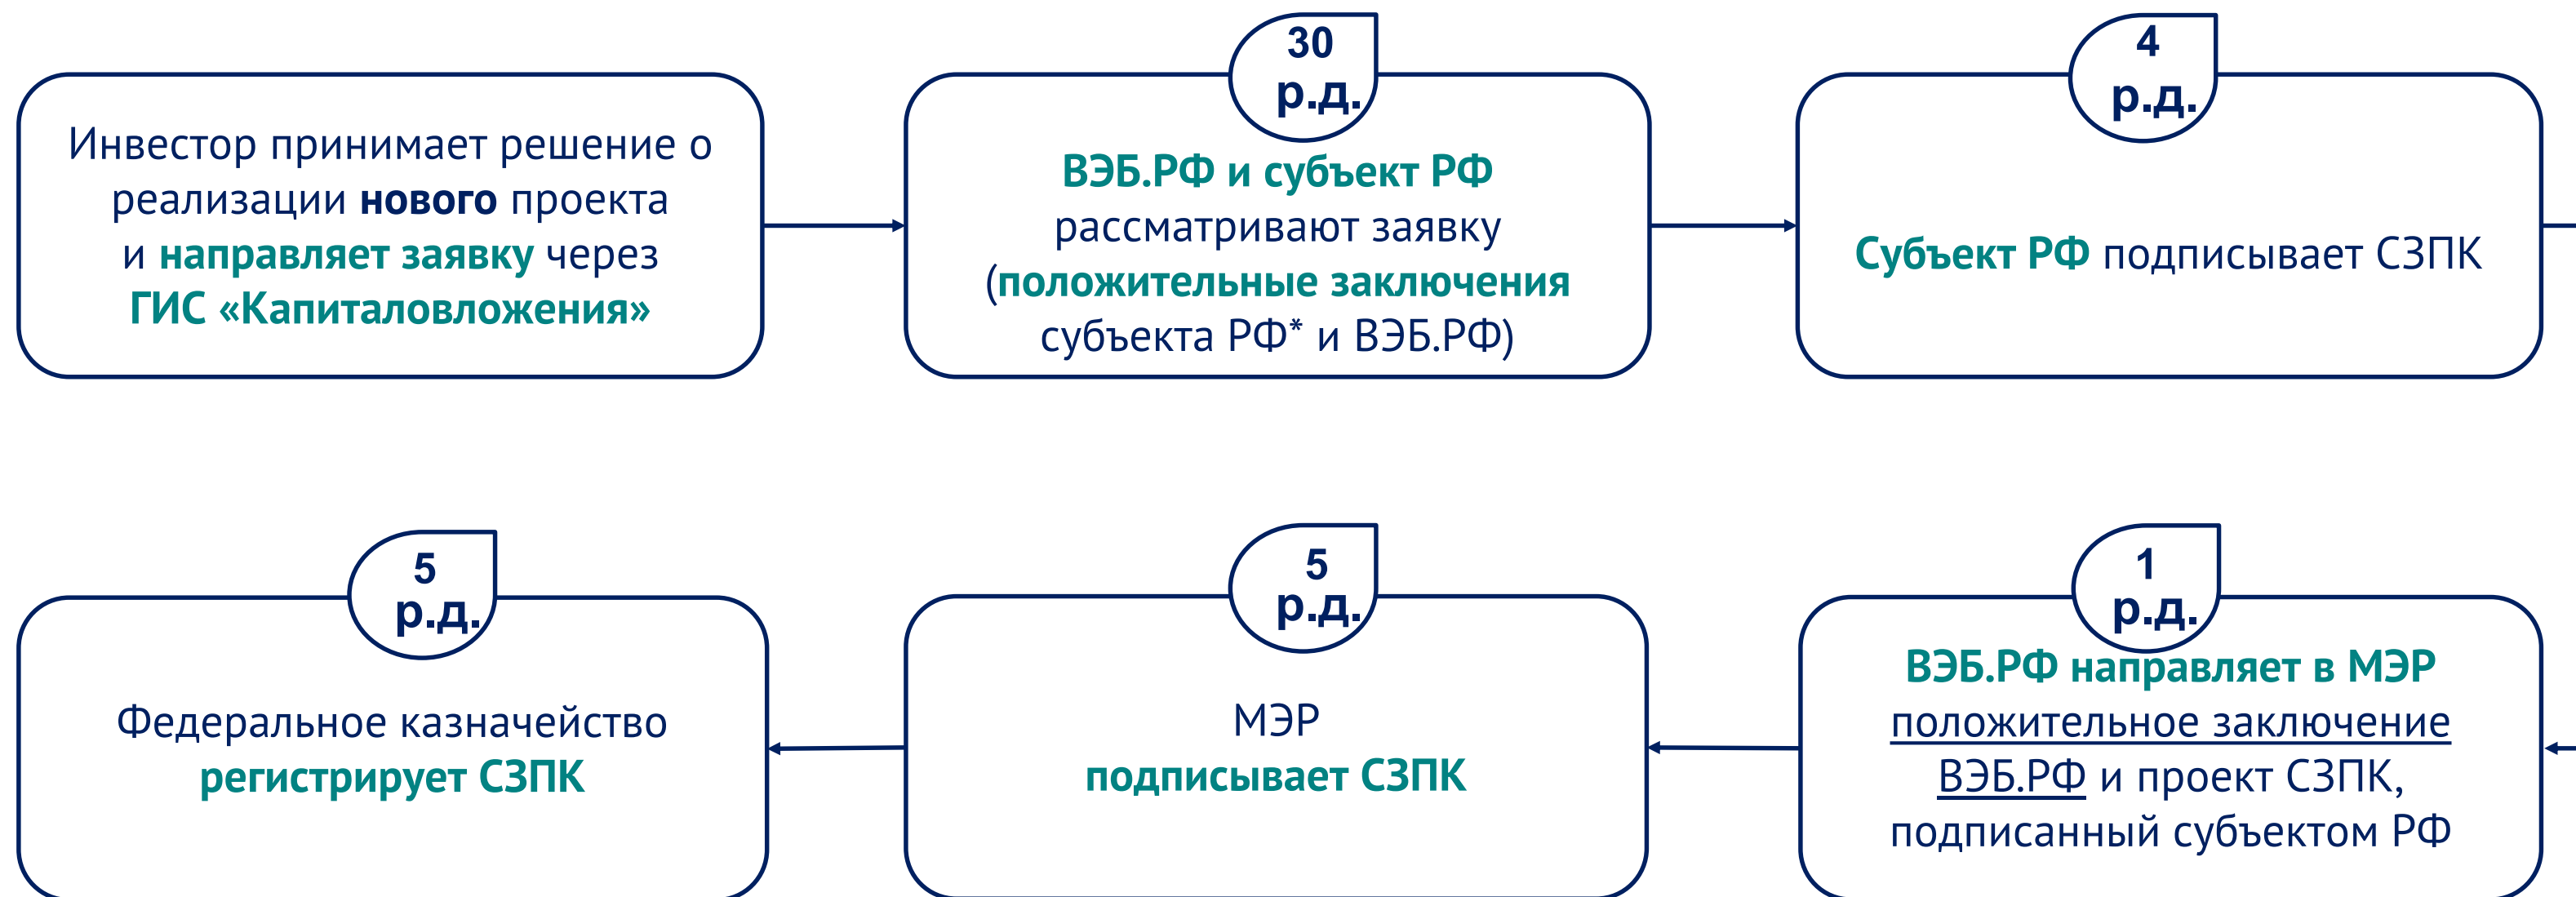 Инвестор принимает решение о
реализации нового проекта
и направляет заявку через
ГИС «Капиталовложения»
30
р.д.
ВЭБ.РФ и субъект РФ
рассматривают заявку
(положительные заключения
субъекта РФ* и ВЭБ.РФ)
4
р.д.
Субъект РФ подписывает СЗПК
1
р.д.
ВЭБ.РФ направляет в МЭР
положительное заключение
ВЭБ.РФ и проект СЗПК,
подписанный субъектом РФ
5
р.д.
МЭР
подписывает СЗПК
5
р.д.
Федеральное казначейство
регистрирует СЗПК